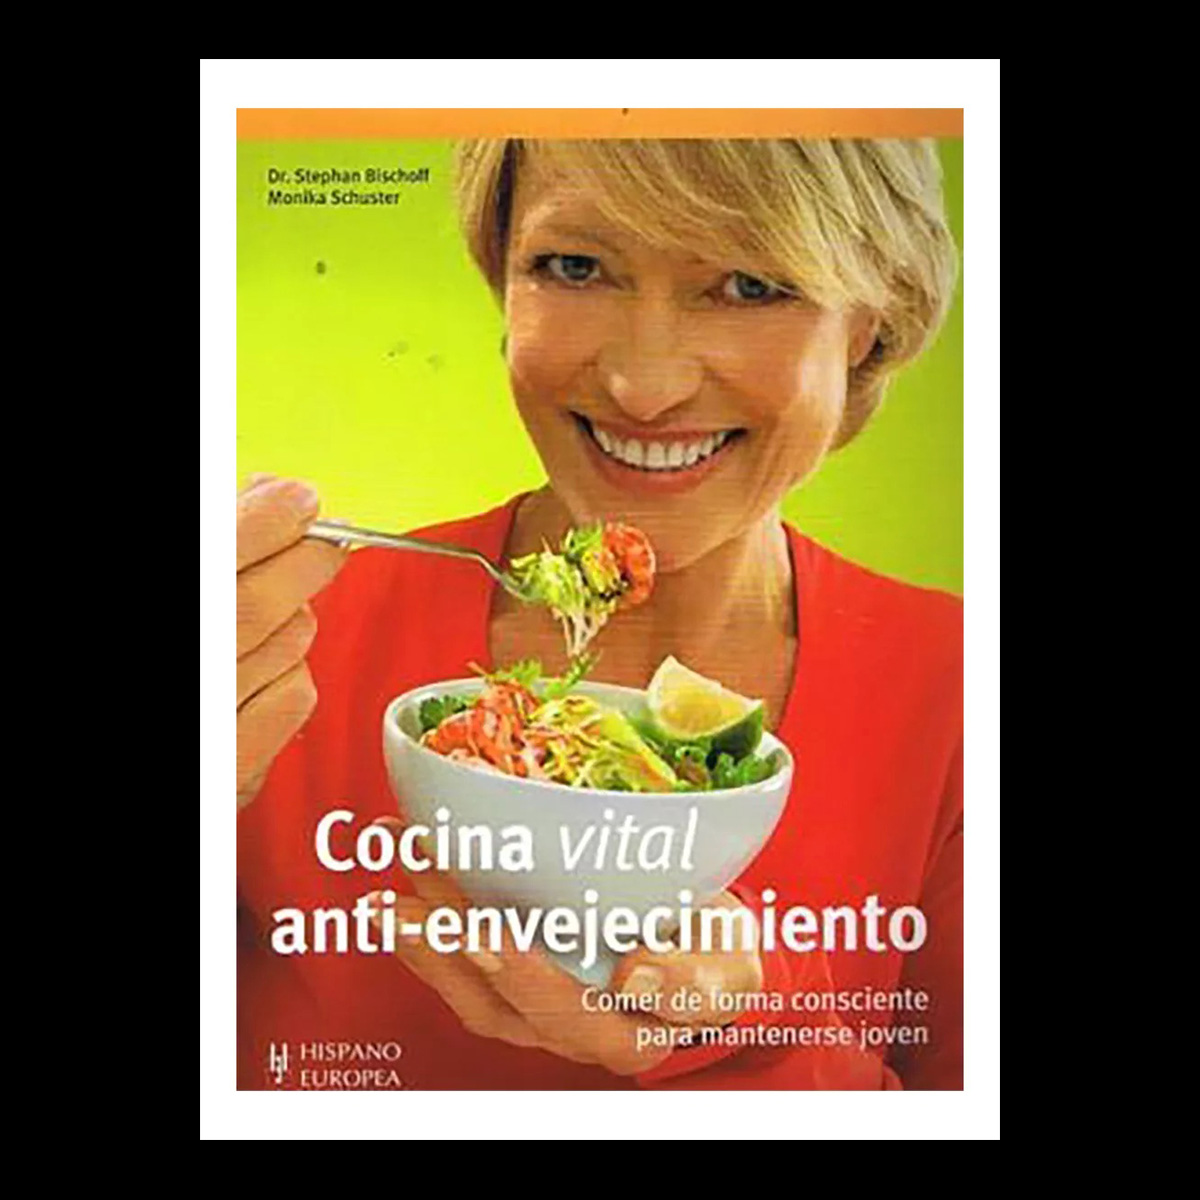 Dr. Stephan Bischoff
Monika Schuster
Cocina vital
anti-envejecimiento
Comer de forma consciente
para mantenerse joven
HISPANO
EUROPEA